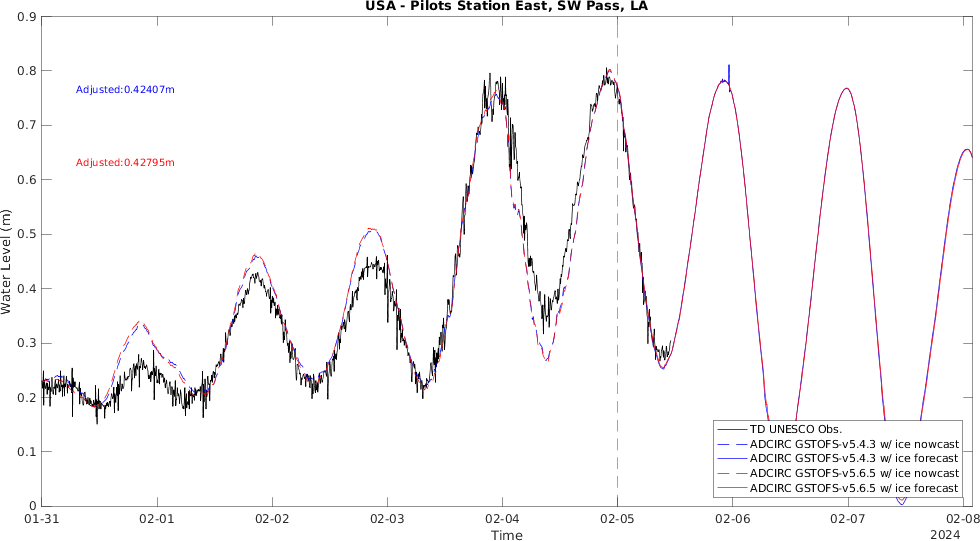 USA - Pilots Station East, SW Pass, LA
0.9
0.8
0.7
0.6
0.5
0.4
0.3
0.2
0.1
0
Water Level (m)
Adjusted:0.42407m
Adjusted:0.42795m
TD UNESCO Obs.
ADCIRC GSTOFS-v5.4.3 w/ ice nowcast
ADCIRC GSTOFS-v5.4.3 w/ ice forecast
ADCIRC GSTOFS-v5.6.5 w/ ice nowcast
ADCIRC GSTOFS-v5.6.5 w/ ice forecast
01-31 02-01 02-02 02-03 02-04 02-05 02-06 02-07 02-08
Time
2024